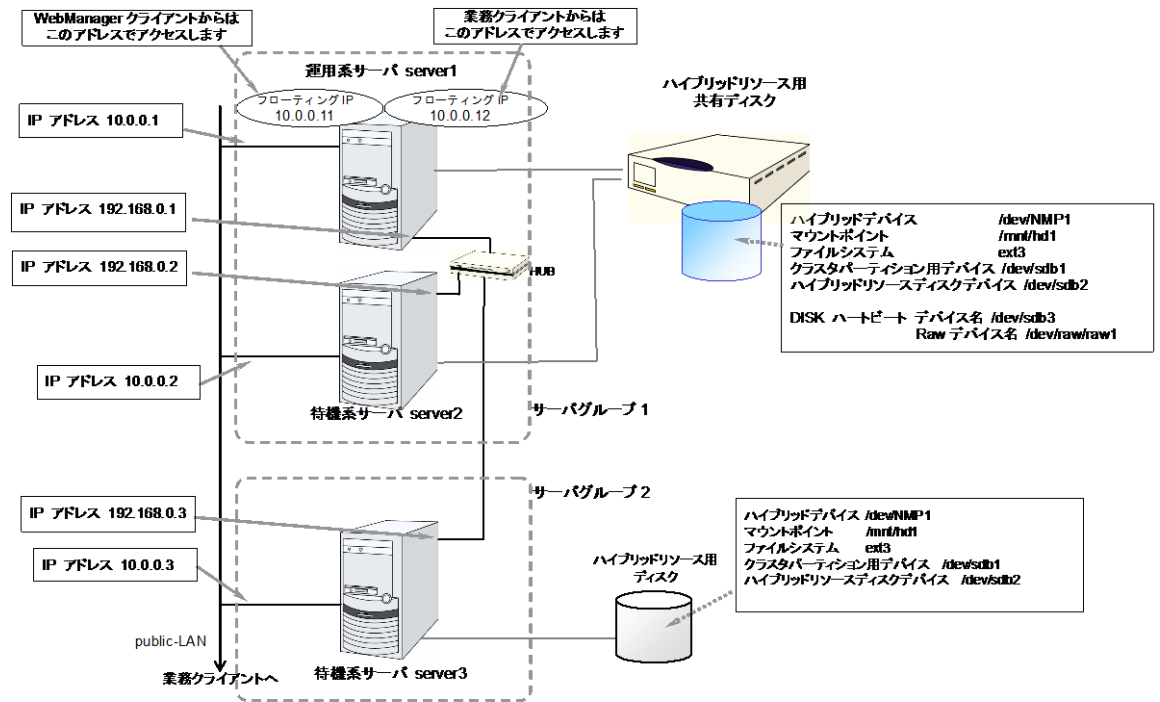 WebManager クライアントからは
このアドレスでアクセスします
業務クライアントからは
このアドレスでアクセスします
運用系サーバ server1
フローティング IP
10.0.0.11
フローティング IP
10.0.0.12
ハイブリッドリソース用
共有ディスク
IP アドレス 10.0.0.1
IP アドレス 192.168.0.1
IP アドレス 192.168.0.2
HUB
ハイブリッドデバイス /dev/NMP1
マウントポイント /mnt/hd1
ファイルシステム ext3
クラスタパーティション用デバイス /dev/sdb1
ハイブリッドリソースディスクデバイス /dev/sdb2
DISK ハートビート デバイス名 /dev/sdb3
Raw デバイス名 /dev/raw/raw1
IP アドレス 10.0.0.2
待機系サーバ server2
サーバグループ 1
サーバグループ 2
IP アドレス 192.168.0.3
IP アドレス 10.0.0.3
ハイブリッドリソース用
ディスク
ハイブリッドデバイス /dev/NMP1
マウントポイント /mnt/hd1
ファイルシステム ext3
クラスタパーティション用デバイス /dev/sdb1
ハイブリッドリソースディスクデバイス /dev/sdb2
public-LAN
業務クライアントへ
待機系サーバ server3